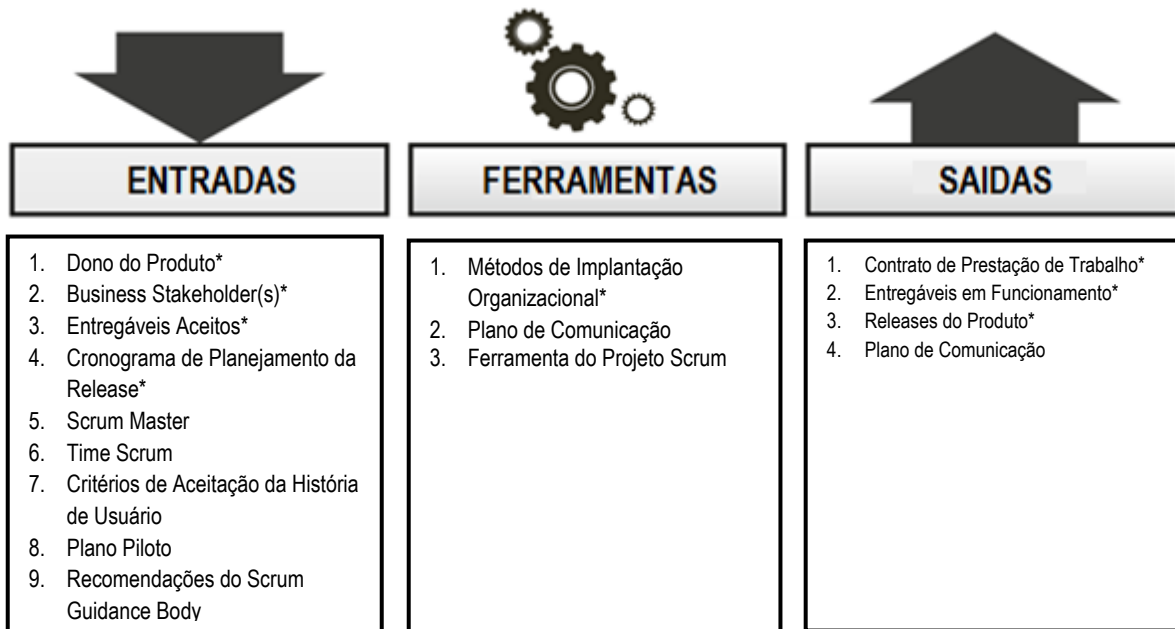 ENTRADAS
1. Dono do Produto*
2. Business Stakeholder(s)*
3. Entregáveis Aceitos*
4. Cronograma de Planejamento da
Release*
5. Scrum Master
6. Time Scrum
7. Critérios de Aceitação da História
de Usuário
8. Plano Piloto
9. Recomendações do Scrum
Guidance Body
FERRAMENTAS
1. Métodos de Implantação
Organizacional*
2. Plano de Comunicação
3. Ferramenta do Projeto Scrum
SAIDAS
1. Contrato de Prestação de Trabalho*
2. Entregáveis em Funcionamento*
3. Releases do Produto*
4. Plano de Comunicação